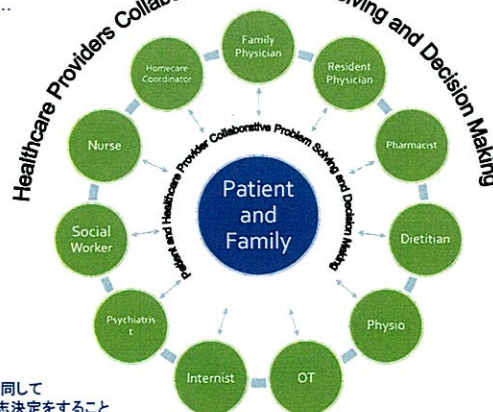 ..
Healthcare Providers Collabo
lving and Decision Making
Family
Physician
Resident
Physician
Pharmacist
Dietitian
Physio
OT
Internist
Psychiatris
t
Social
Worker
Nurse
Homecare
Coordinator
Patient and Healthcare Provider Collaborative Problem Solving and Decision Making
Patient
and
Family
同して
志決定をすること